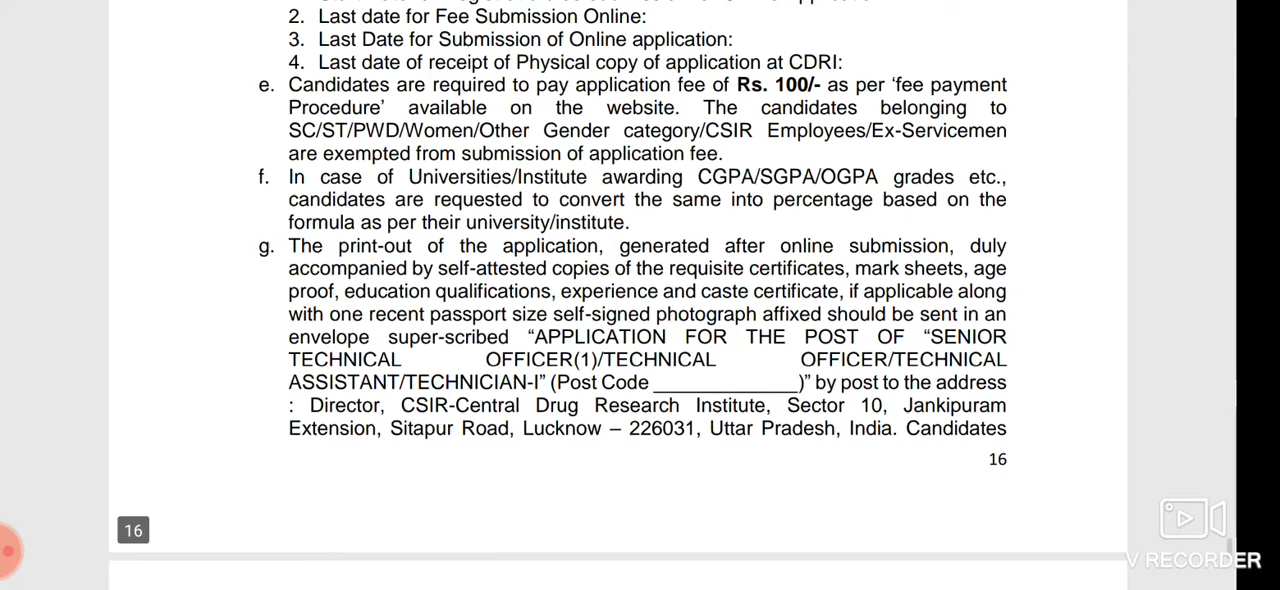 2. Last date for Fee Submission Online:
3. Last Date for Submission of Online application:
4. Last date of receipt of Physical copy of application at CDRI:
e. Candidates are required to pay application fee of Rs. 100/- as per ‘fee payment
Procedure’ available on the website. The candidates belonging to
SC/ST/PWD/Women/Other Gender category/CSIR Employees/Ex-Servicemen
are exempted from submission of application fee.
f. In case of Universities/Institute awarding CGPA/SGPA/OGPA grades etc.,
candidates are requested to convert the same into percentage based on the
formula as per their university/institute.
g. The print-out of the application, generated after online submission, duly
accompanied by self-attested copies of the requisite certificates, mark sheets, age
proof, education qualifications, experience and caste certificate, if applicable along
with one recent passport size self-signed photograph affixed should be sent in an
envelope super-scribed “APPLICATION FOR THE POST OF “SENIOR
TECHNICAL OFFICER(1)/TECHNICAL OFFICER/TECHNICAL
ASSISTANT/TECHNICIAN-I” (Post Code _____________)” by post to the address
: Director, CSIR-Central Drug Research Institute, Sector 10, Jankipuram
Extension, Sitapur Road, Lucknow – 226031, Uttar Pradesh, India. Candidates
16
16
V RECORDER